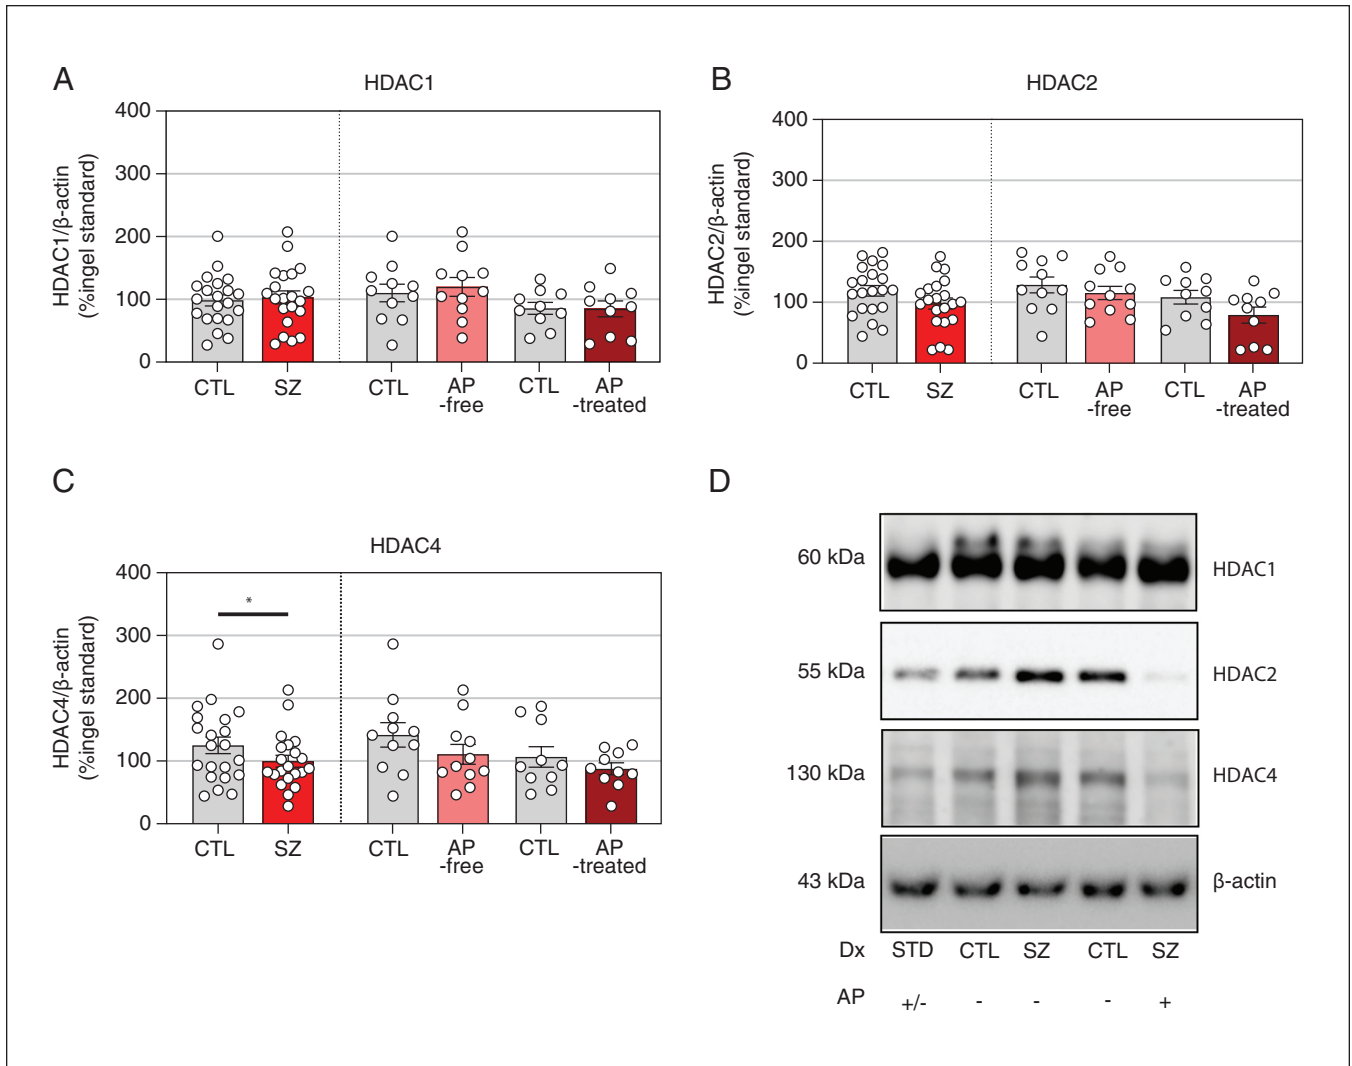 A
HDAC1
HDAC1/β-actin
(%ingel standard)
400
300
200
100
0
CTL
SZ
CTL
AP
-free
CTL
AP
-treated
B
HDAC2
HDAC2/β-actin
(%ingel standard)
400
300
200
100
0
CTL
SZ
CTL
AP
-free
CTL
AP
-treated
C
HDAC4
HDAC4/β-actin
(%ingel standard)
400
300
200
100
0
*
CTL
SZ
CTL
AP
-free
CTL
AP
-treated
D
60 kDa
HDAC1
55 kDa
HDAC2
130 kDa
HDAC4
43 kDa
β-actin
Dx STD CTL SZ CTL SZ
AP +/- - - - +